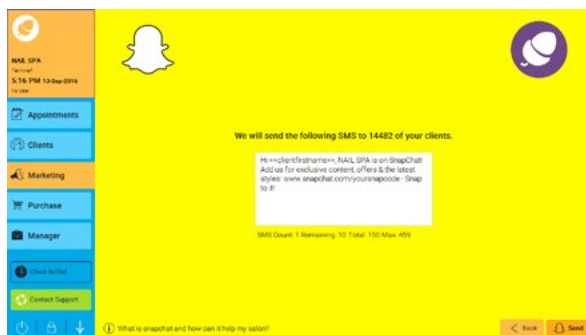 NAIL SPA
Terminal1
5:16 PM 13-Sep-2016
No User
Appointments
Clients
Marketing
Purchase
Manager
Clock In/Out
Contact Support
We will send the following SMS to 14482 of your clients.
Hi <<clientfirstname>>, NAIL SPA is on SnapChat!
Add us for exclusive content, offers & the latest
styles: www.snapchat.com/yoursnapcode - Snap
to it!
SMS Count: 1 Remaining: 10 Total: 150 Max: 459
What is snapchat and how can it help my salon?
Back
Send